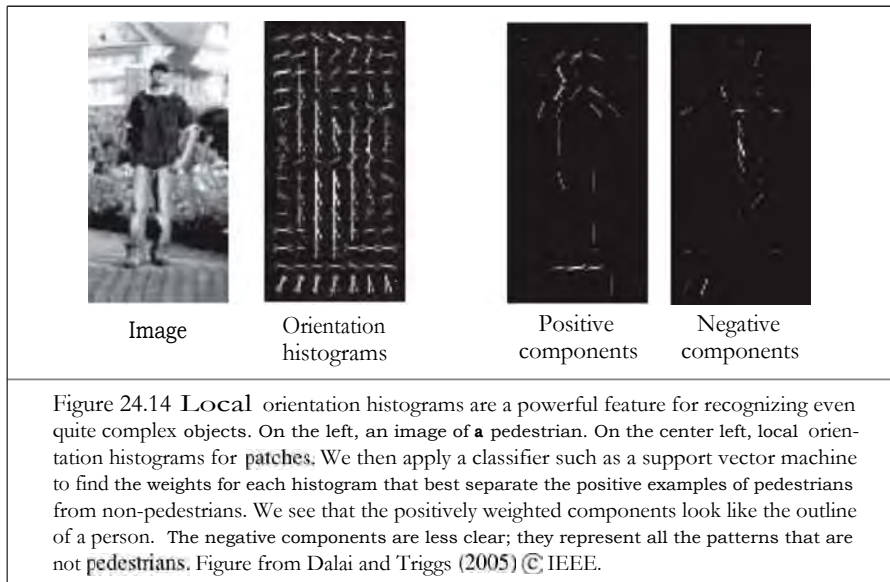 Image
Orientation
histograms
Positive
components
Negative
components
Figure 24.14 Local orientation histograms are a powerful feature for recognizing even
quite complex objects. On the left, an image of a pedestrian. On the center left, local orien-
tation histograms for patches. We then apply a classifier such as a support vector machine
to find the weights for each histogram that best separate the positive examples of pedestrians
from non-pedestrians. We see that the positively weighted components look like the outline
of a person. The negative components are less clear; they represent all the patterns that are
not pedestrians. Figure from Dalai and Triggs (2005) © IEEE.